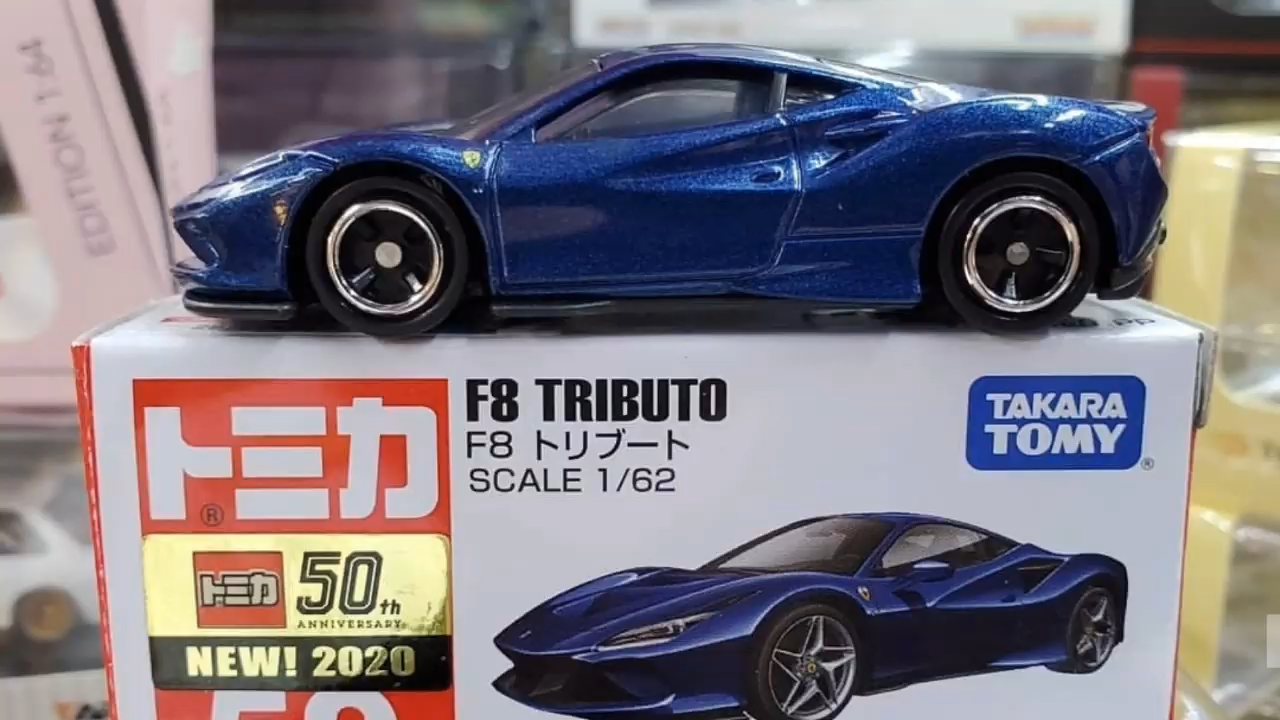 EDITION 1:64
トミカ
®
F8 TRIBUTO
F8 トリブート
SCALE 1/62
TAKARA
TOMY
®
トミカ 50th
ANNIVERSARY
NEW! 2020